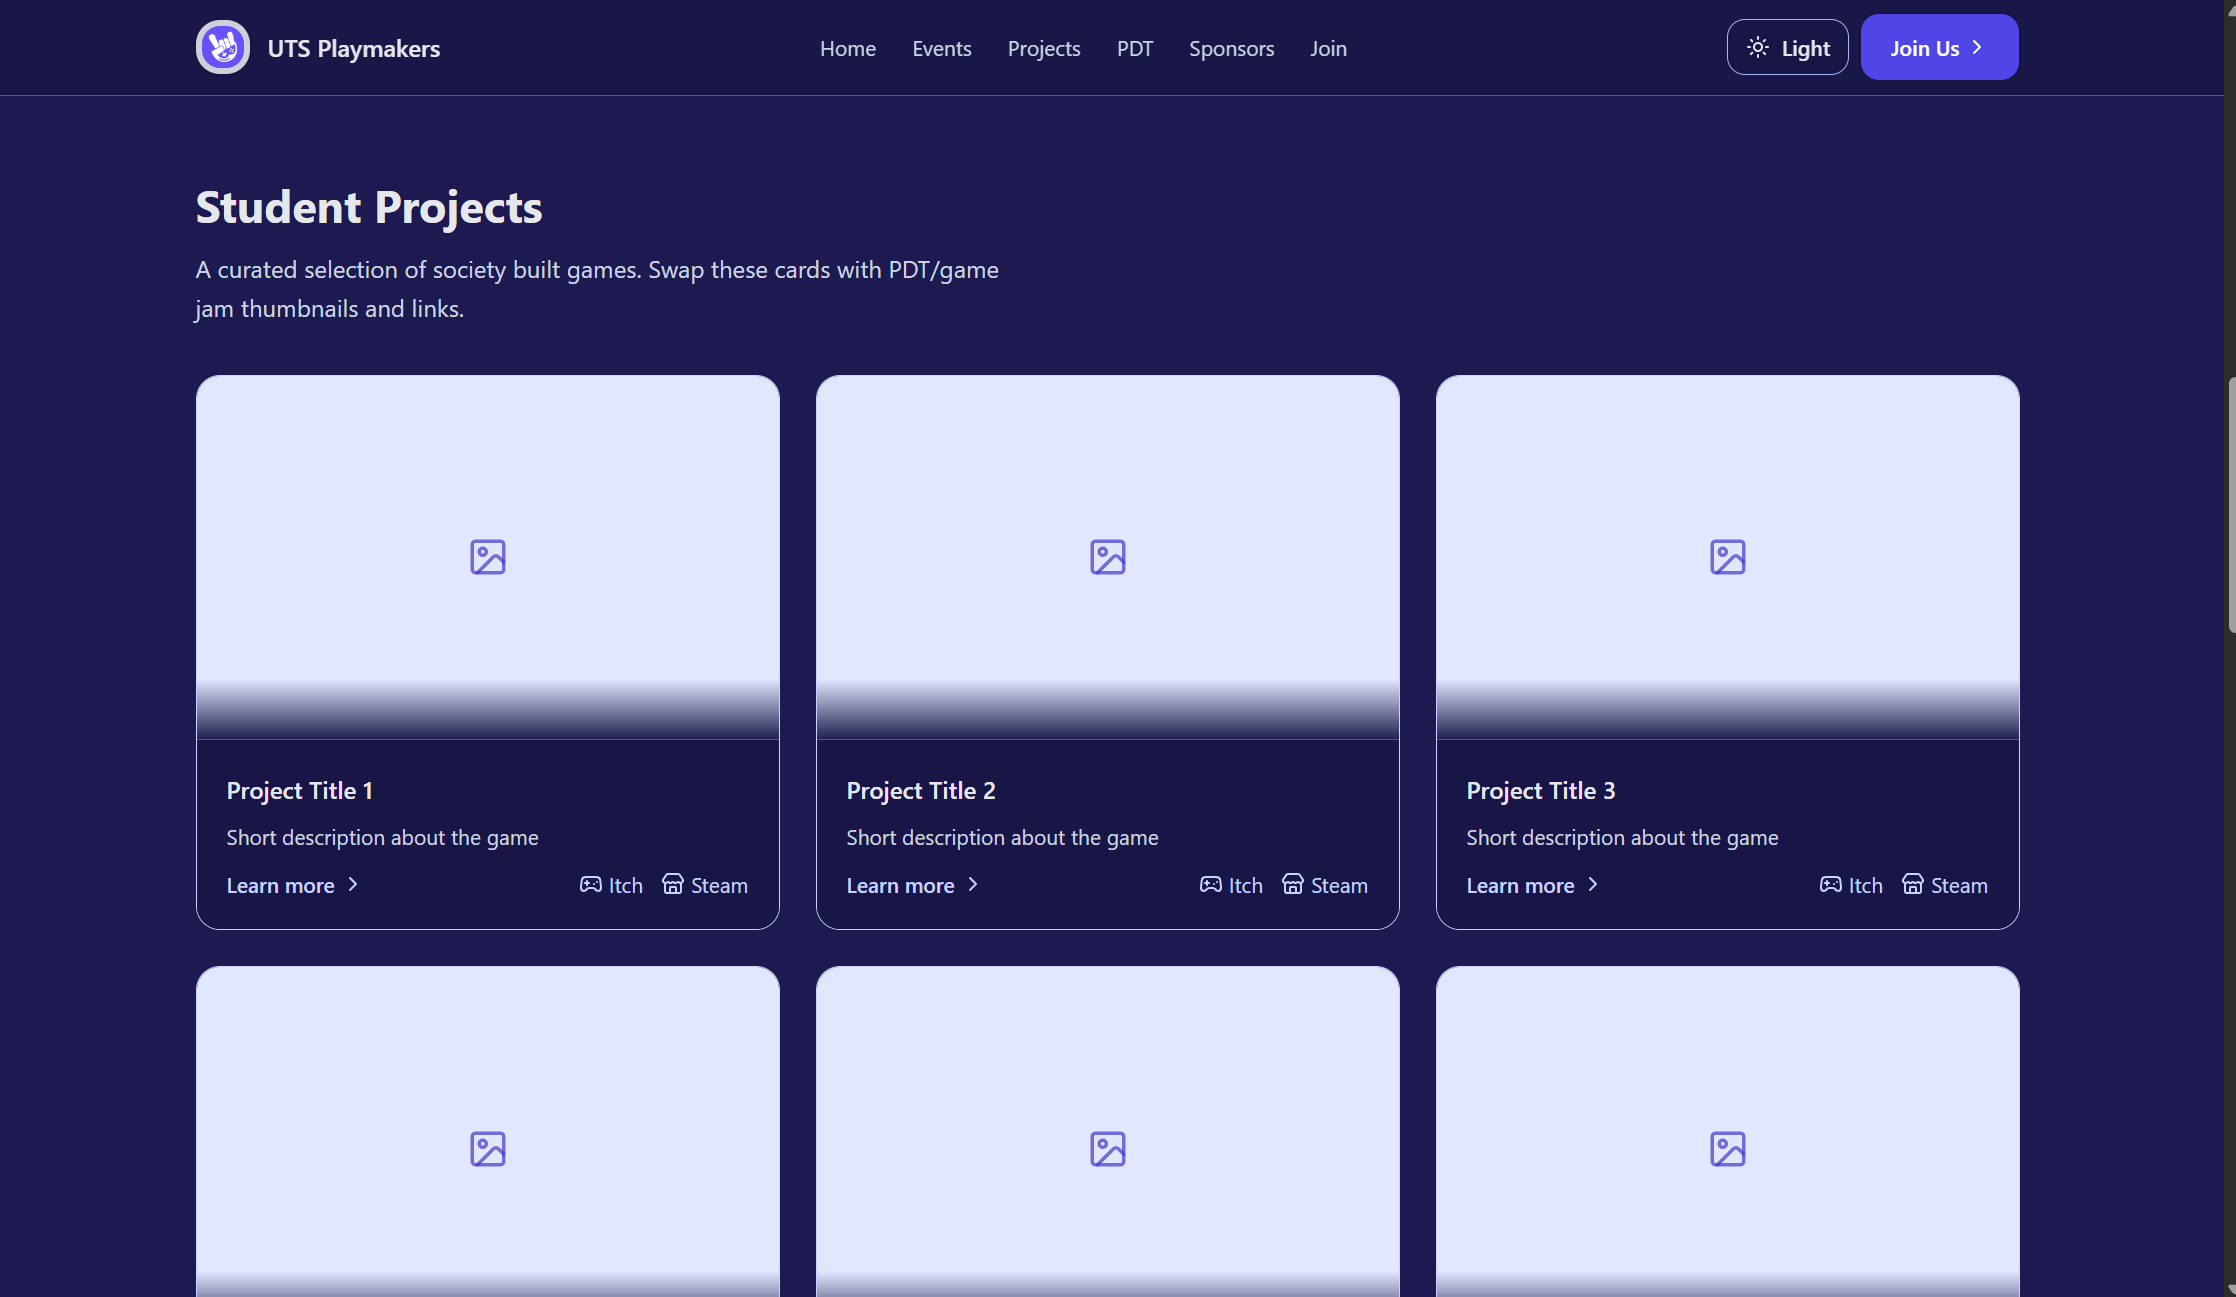 UTS Playmakers
Home Events Projects PDT Sponsors Join
Light
Join Us
Student Projects
A curated selection of society built games. Swap these cards with PDT/game
jam thumbnails and links.
Project Title 1
Short description about the game
Learn more Itch Steam
Project Title 2
Short description about the game
Learn more Itch Steam
Project Title 3
Short description about the game
Learn more Itch Steam